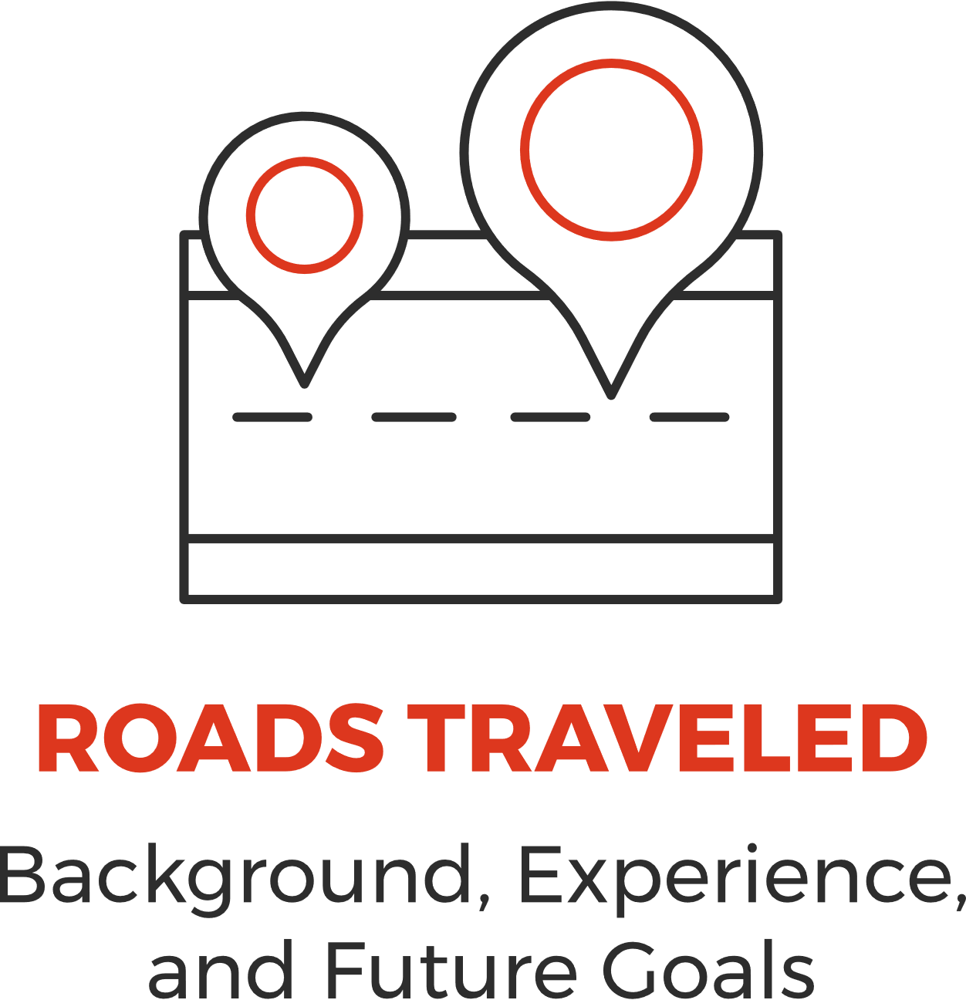 ROADS TRAVELED
Background, Experience,
and Future Goals